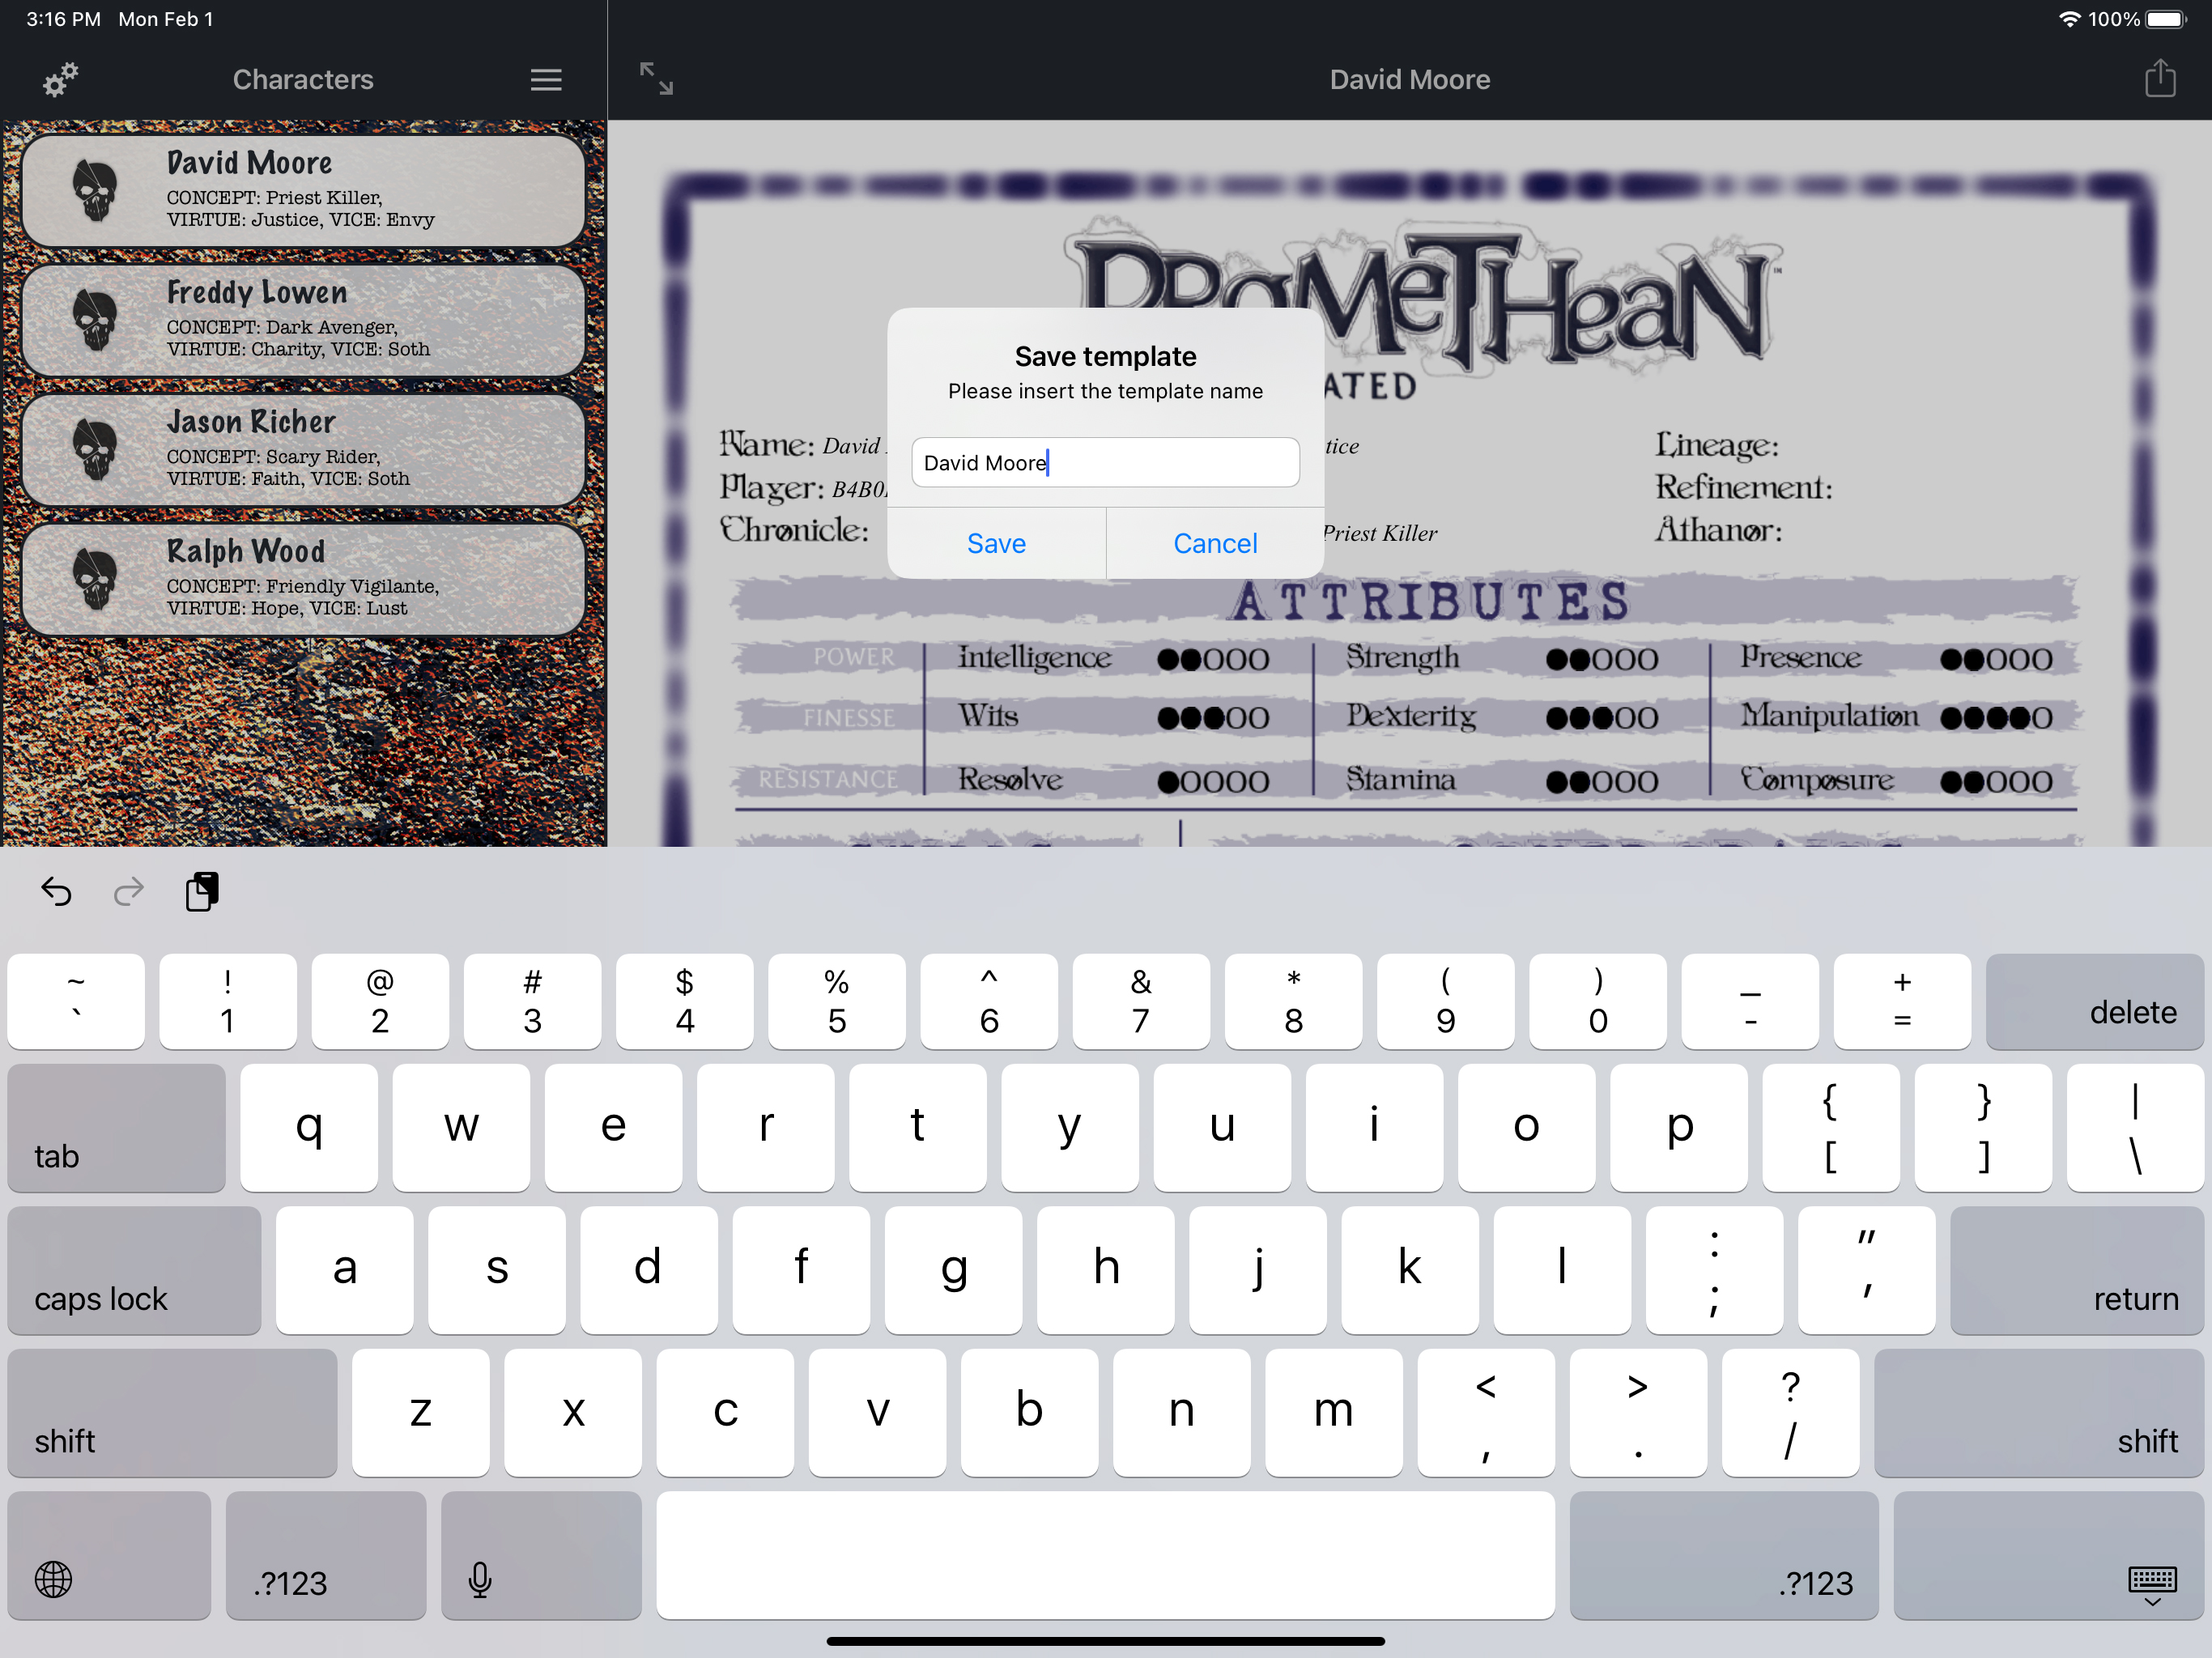 3:16 PM Mon Feb 1
100%
Characters
David Moore
David Moore
CONCEPT: Priest Killer,
VIRTUE: Justice, VICE: Envy
Freddy Lowen
CONCEPT: Dark Avenger,
VIRTUE: Charity, VICE: Soth
Jason Richer
CONCEPT: Scary Rider,
VIRTUE: Faith, VICE: Soth
Ralph Wood
CONCEPT: Friendly Vigilante,
VIRTUE: Hope, VICE: Lust
PROMETHEAN
ATED
Save template
Please insert the template name
David Moore
Save Cancel
Name: David tice Lineage:
Player: B4B0 Refinement:
Chronicle: Priest Killer Athanor:
ATTRIBUTES
POWER Intelligence Strength Presence
FINESSE Wits Dexterity Manipulation
RESISTANCE Resolve Stamina Composure
~ ! @ # $ % ^ & * ( ) _ +
` 1 2 3 4 5 6 7 8 9 0 - = delete
tab q w e r t y u i o p { [ } ] | \
caps lock a s d f g h j k l : ; " ' return
shift z x c v b n m < , > . ? / shift
.?123 .?123